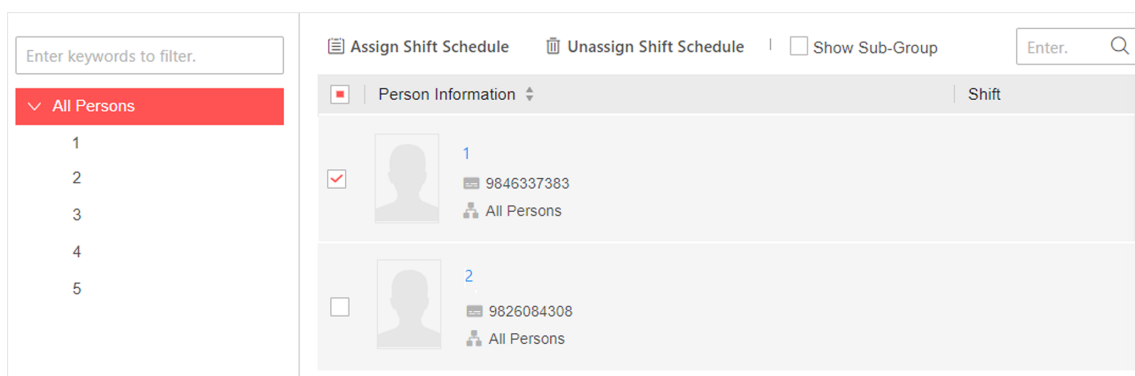 Enter keywords to filter.
All Persons
1
2
3
4
5
Assign Shift Schedule Unassign Shift Schedule Show Sub-Group Enter.
Person Information Shift
1
9846337383
All Persons
2
9826084308
All Persons